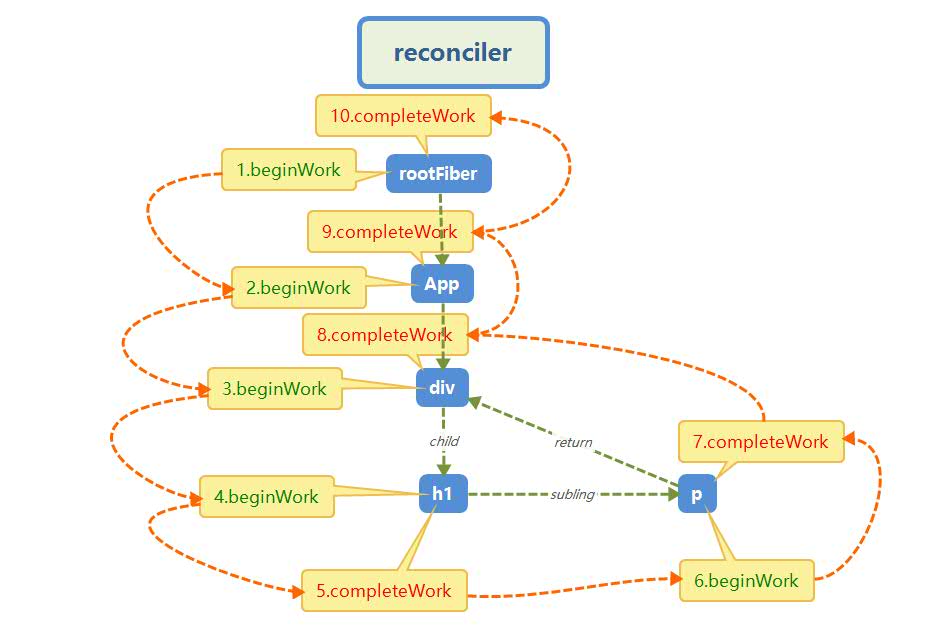 reconciler
10.completeWork
1.beginWork
rootFiber
9.completeWork
2.beginWork
App
8.completeWork
3.beginWork
div
child
return
7.completeWork
4.beginWork
h1
subling
p
5.completeWork
6.beginWork